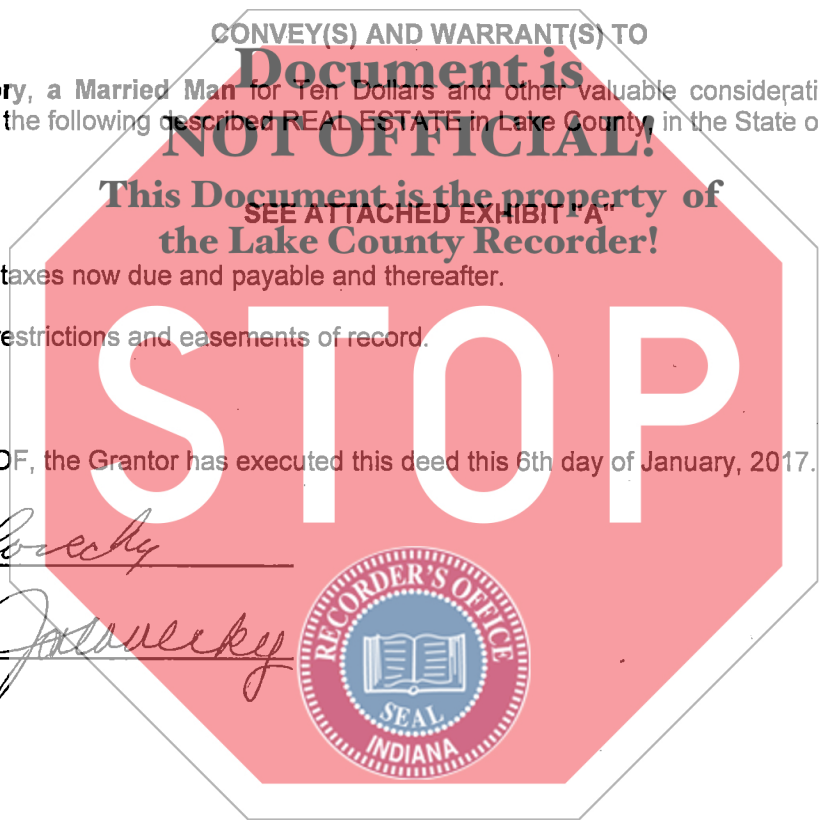 CONVEY(S) AND WARRANT(S) TO
Document is
ry, a Married Man for Ten Dollars and other valuable considerati
the following described REAL ESTATE in Lake County, in the State o
NOT OFFICIAL!
This Document is the property of
SEE ATTACHED EXHIBIT "A"
the Lake County Recorder!
taxes now due and payable and thereafter.
estrictions and easements of record.
STOP
OF, the Grantor has executed this deed this 6th day of January, 2017.
RECORDER'S OFFICE
SEAL
INDIANA